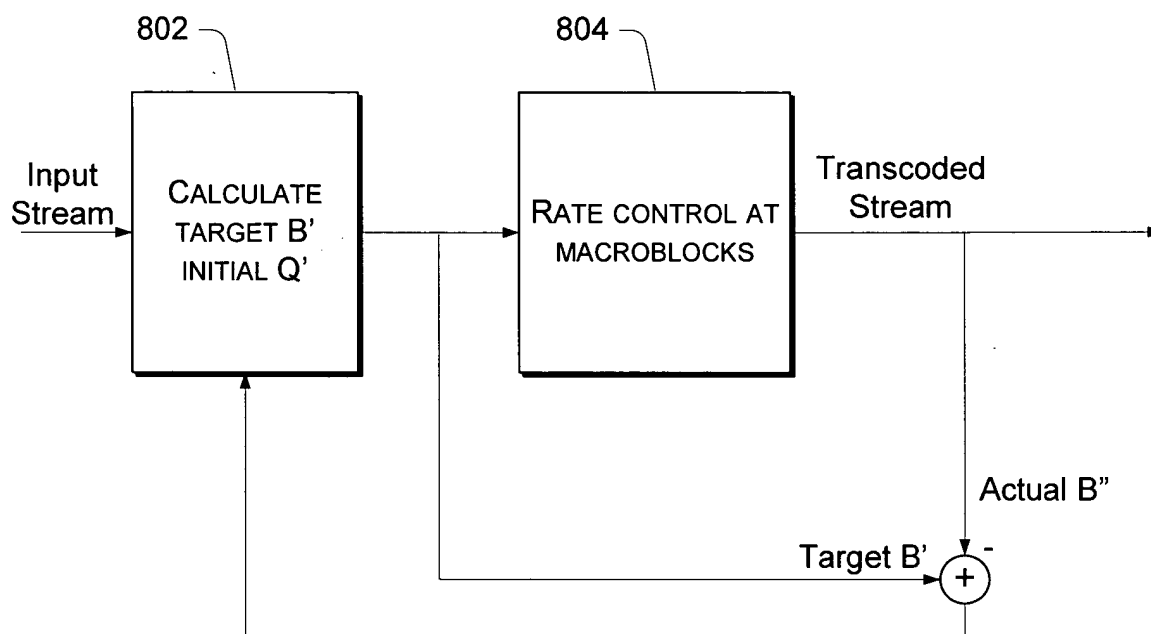 802
804
Input
Stream
CALCULATE
TARGET B'
INITIAL Q'
RATE CONTROL AT
MACROBLOCKS
Transcoded
Stream
Actual B”
-
Target B'
+